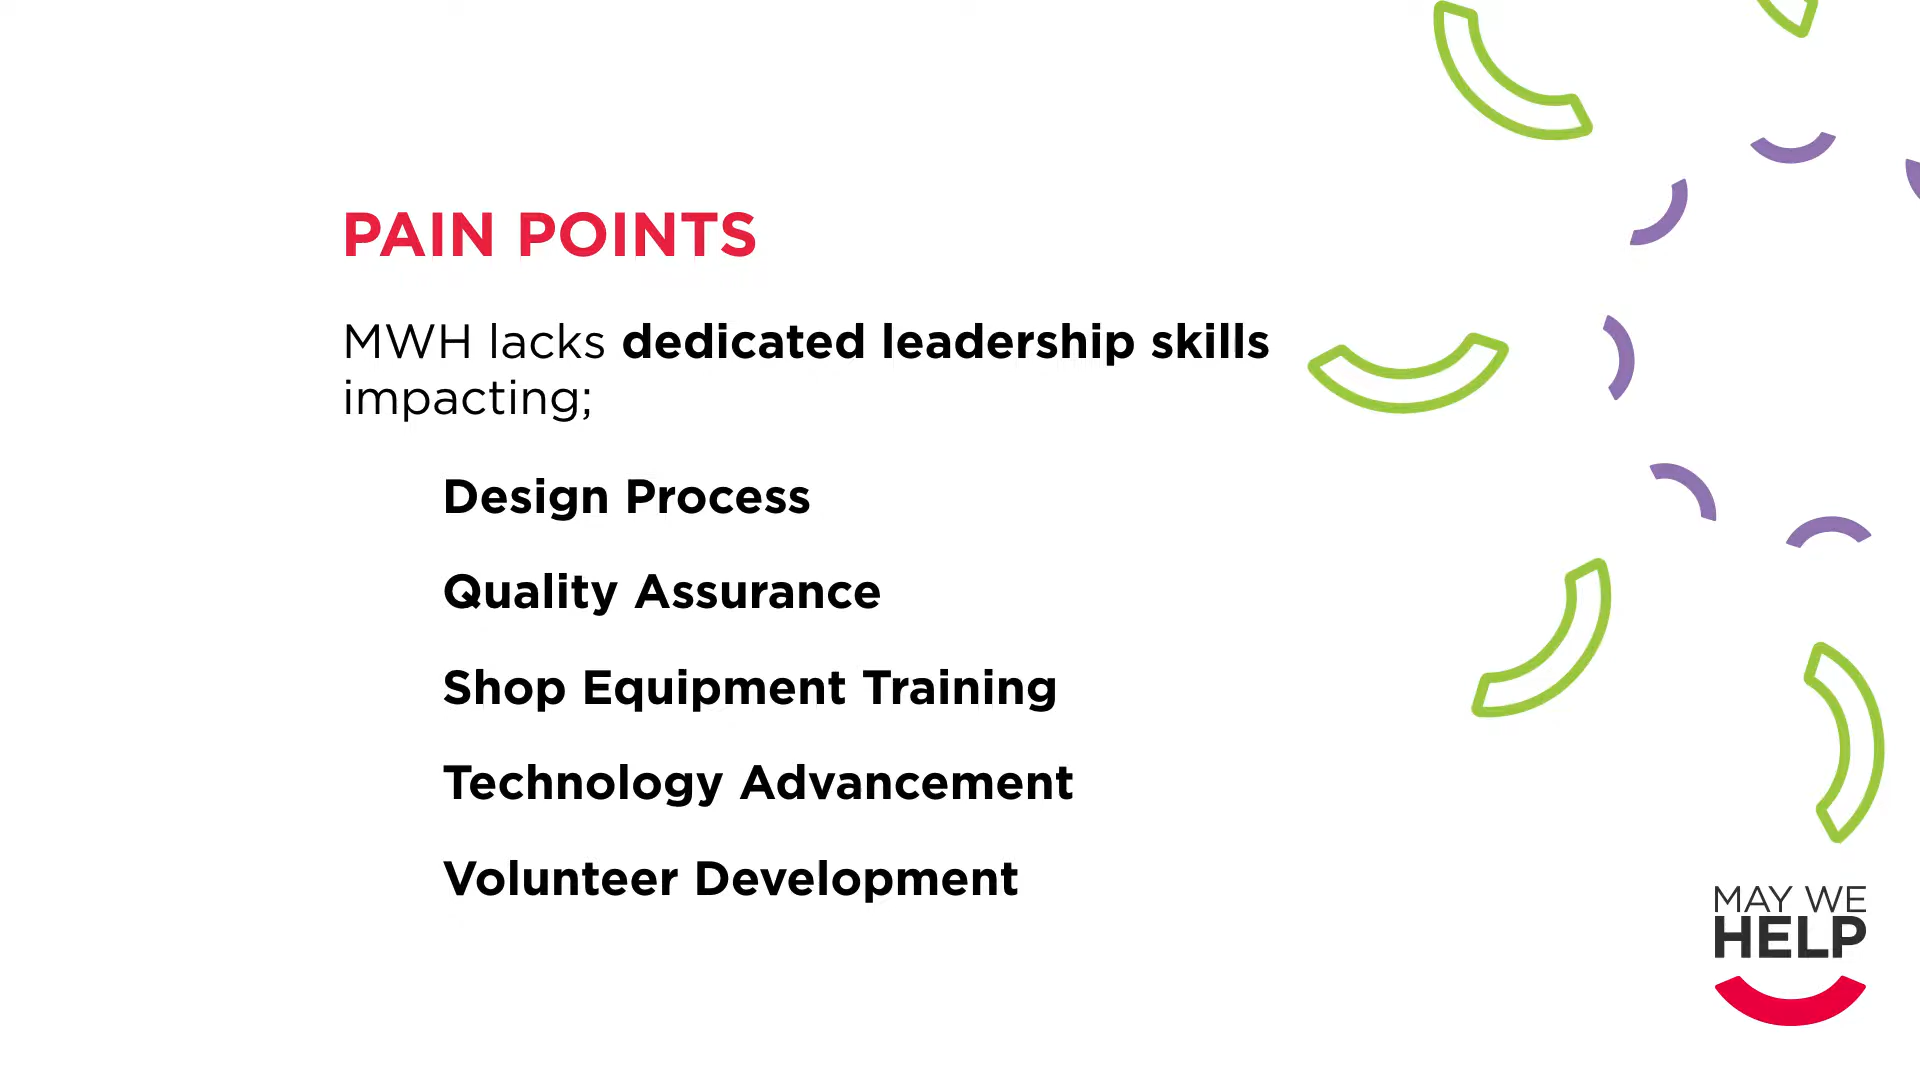 PAIN POINTS
MWH lacks dedicated leadership skills
impacting;
Design Process
Quality Assurance
Shop Equipment Training
Technology Advancement
Volunteer Development
MAY WE
HELP